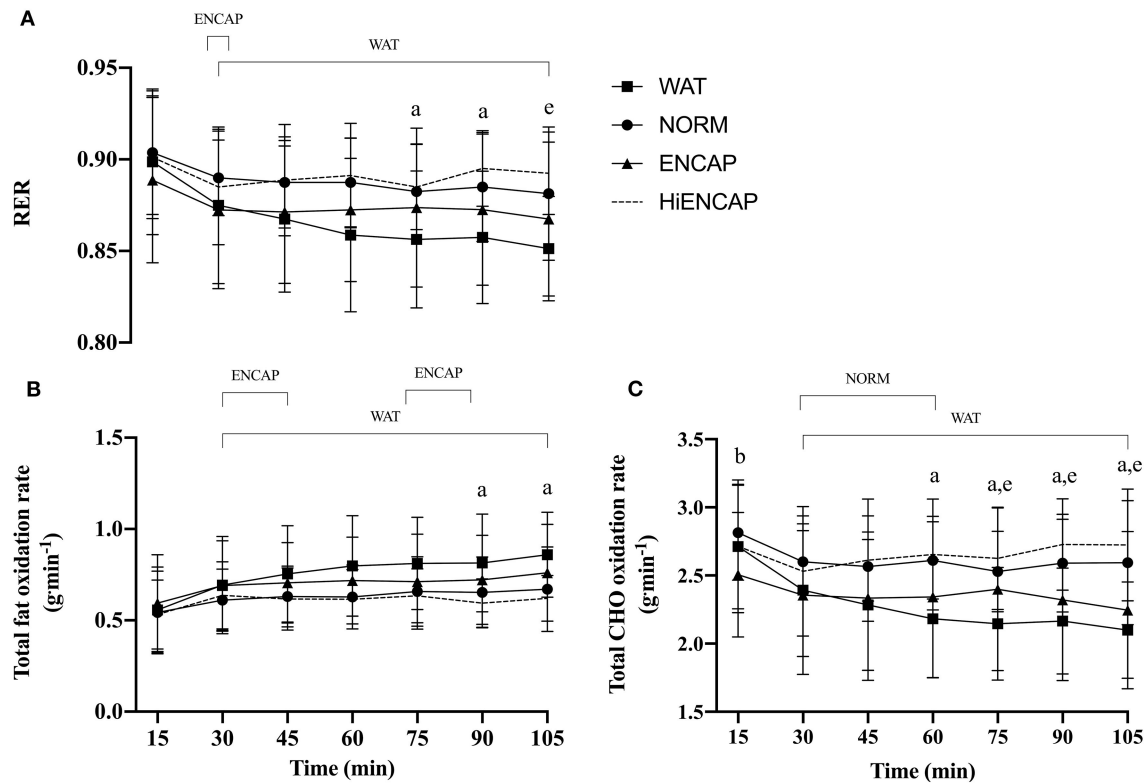 A
ENCAP
WAT
0.95
0.90
0.85
0.80
RER
a
a
e
WAT
NORM
ENCAP
HiENCAP
B
ENCAP
ENCAP
WAT
1.5
1.0
0.5
0.0
Total fat oxidation rate
(g·min⁻¹)
a
a
15 30 45 60 75 90 105
Time (min)
C
NORM
WAT
3.5
3.0
2.5
2.0
1.5
Total CHO oxidation rate
(g·min⁻¹)
b
a
a,e
a,e
a,e
15 30 45 60 75 90 105
Time (min)